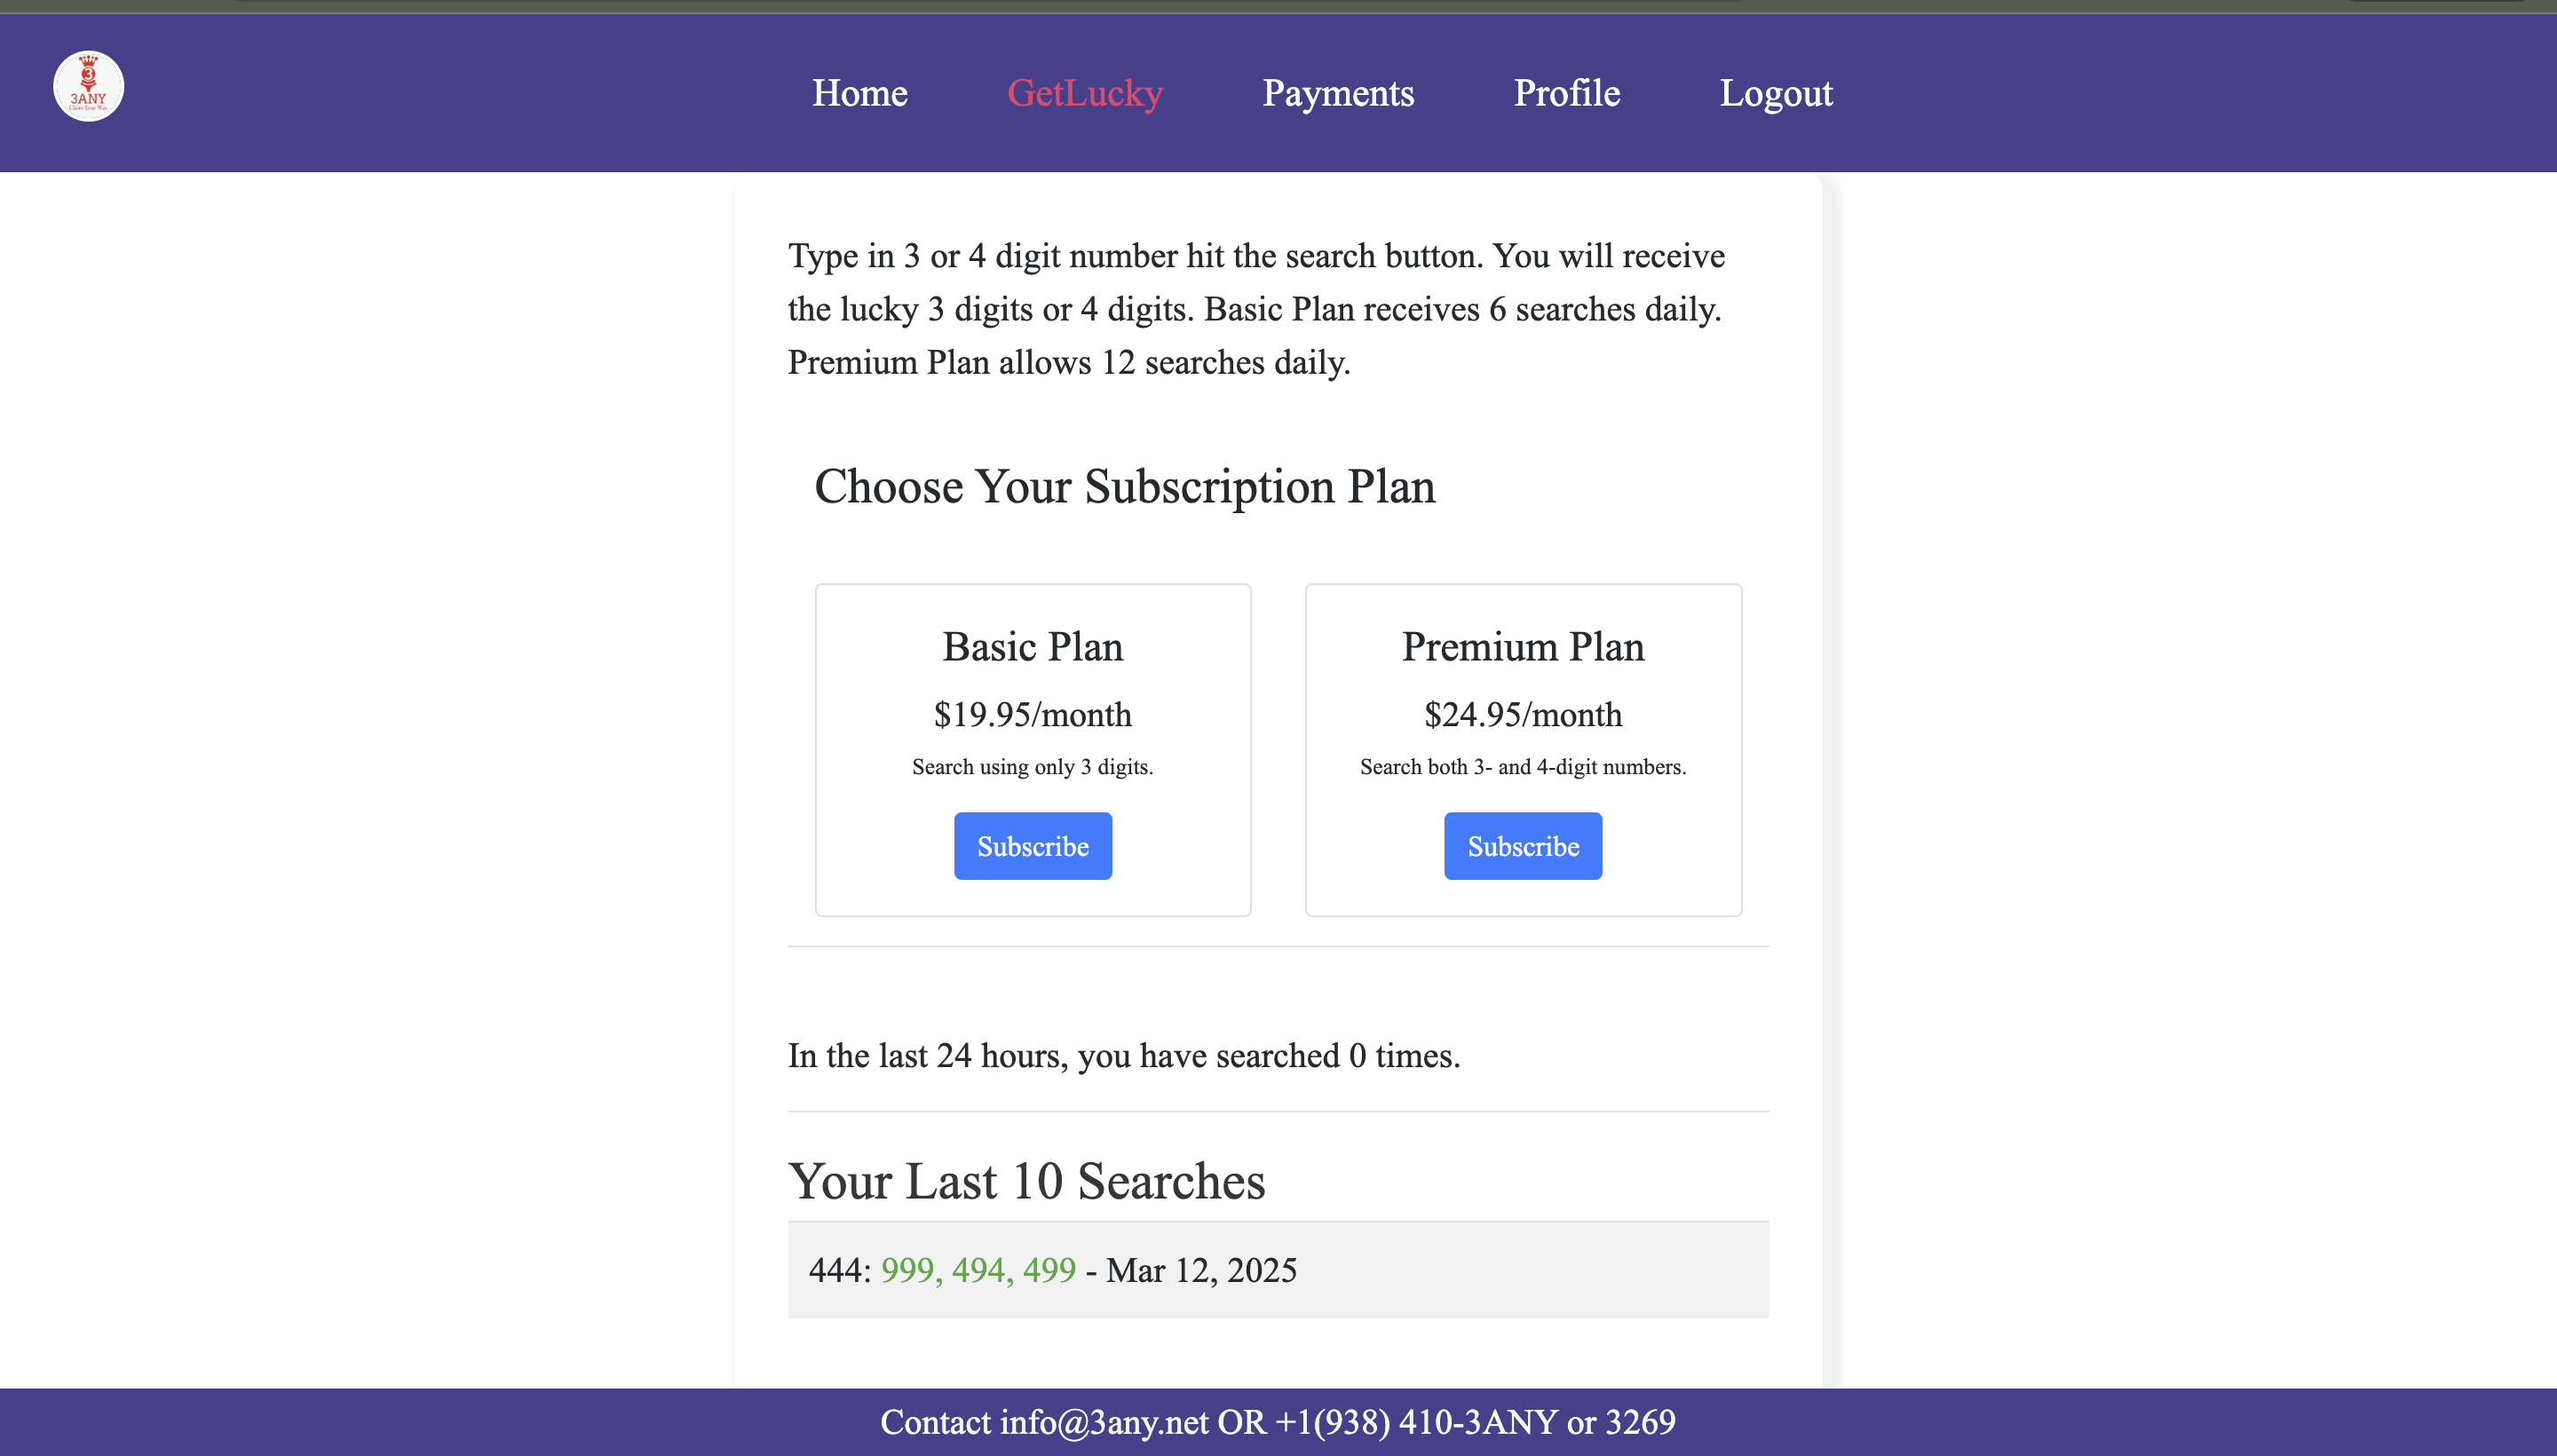 3
3ANY
Claim Your Win
Home GetLucky Payments Profile Logout
Type in 3 or 4 digit number hit the search button. You will receive
the lucky 3 digits or 4 digits. Basic Plan receives 6 searches daily.
Premium Plan allows 12 searches daily.
Choose Your Subscription Plan
Basic Plan
$19.95/month
Search using only 3 digits.
Subscribe
Premium Plan
$24.95/month
Search both 3- and 4-digit numbers.
Subscribe
In the last 24 hours, you have searched 0 times.
Your Last 10 Searches
444: 999, 494, 499 - Mar 12, 2025
Contact info@3any.net OR +1(938) 410-3ANY or 3269